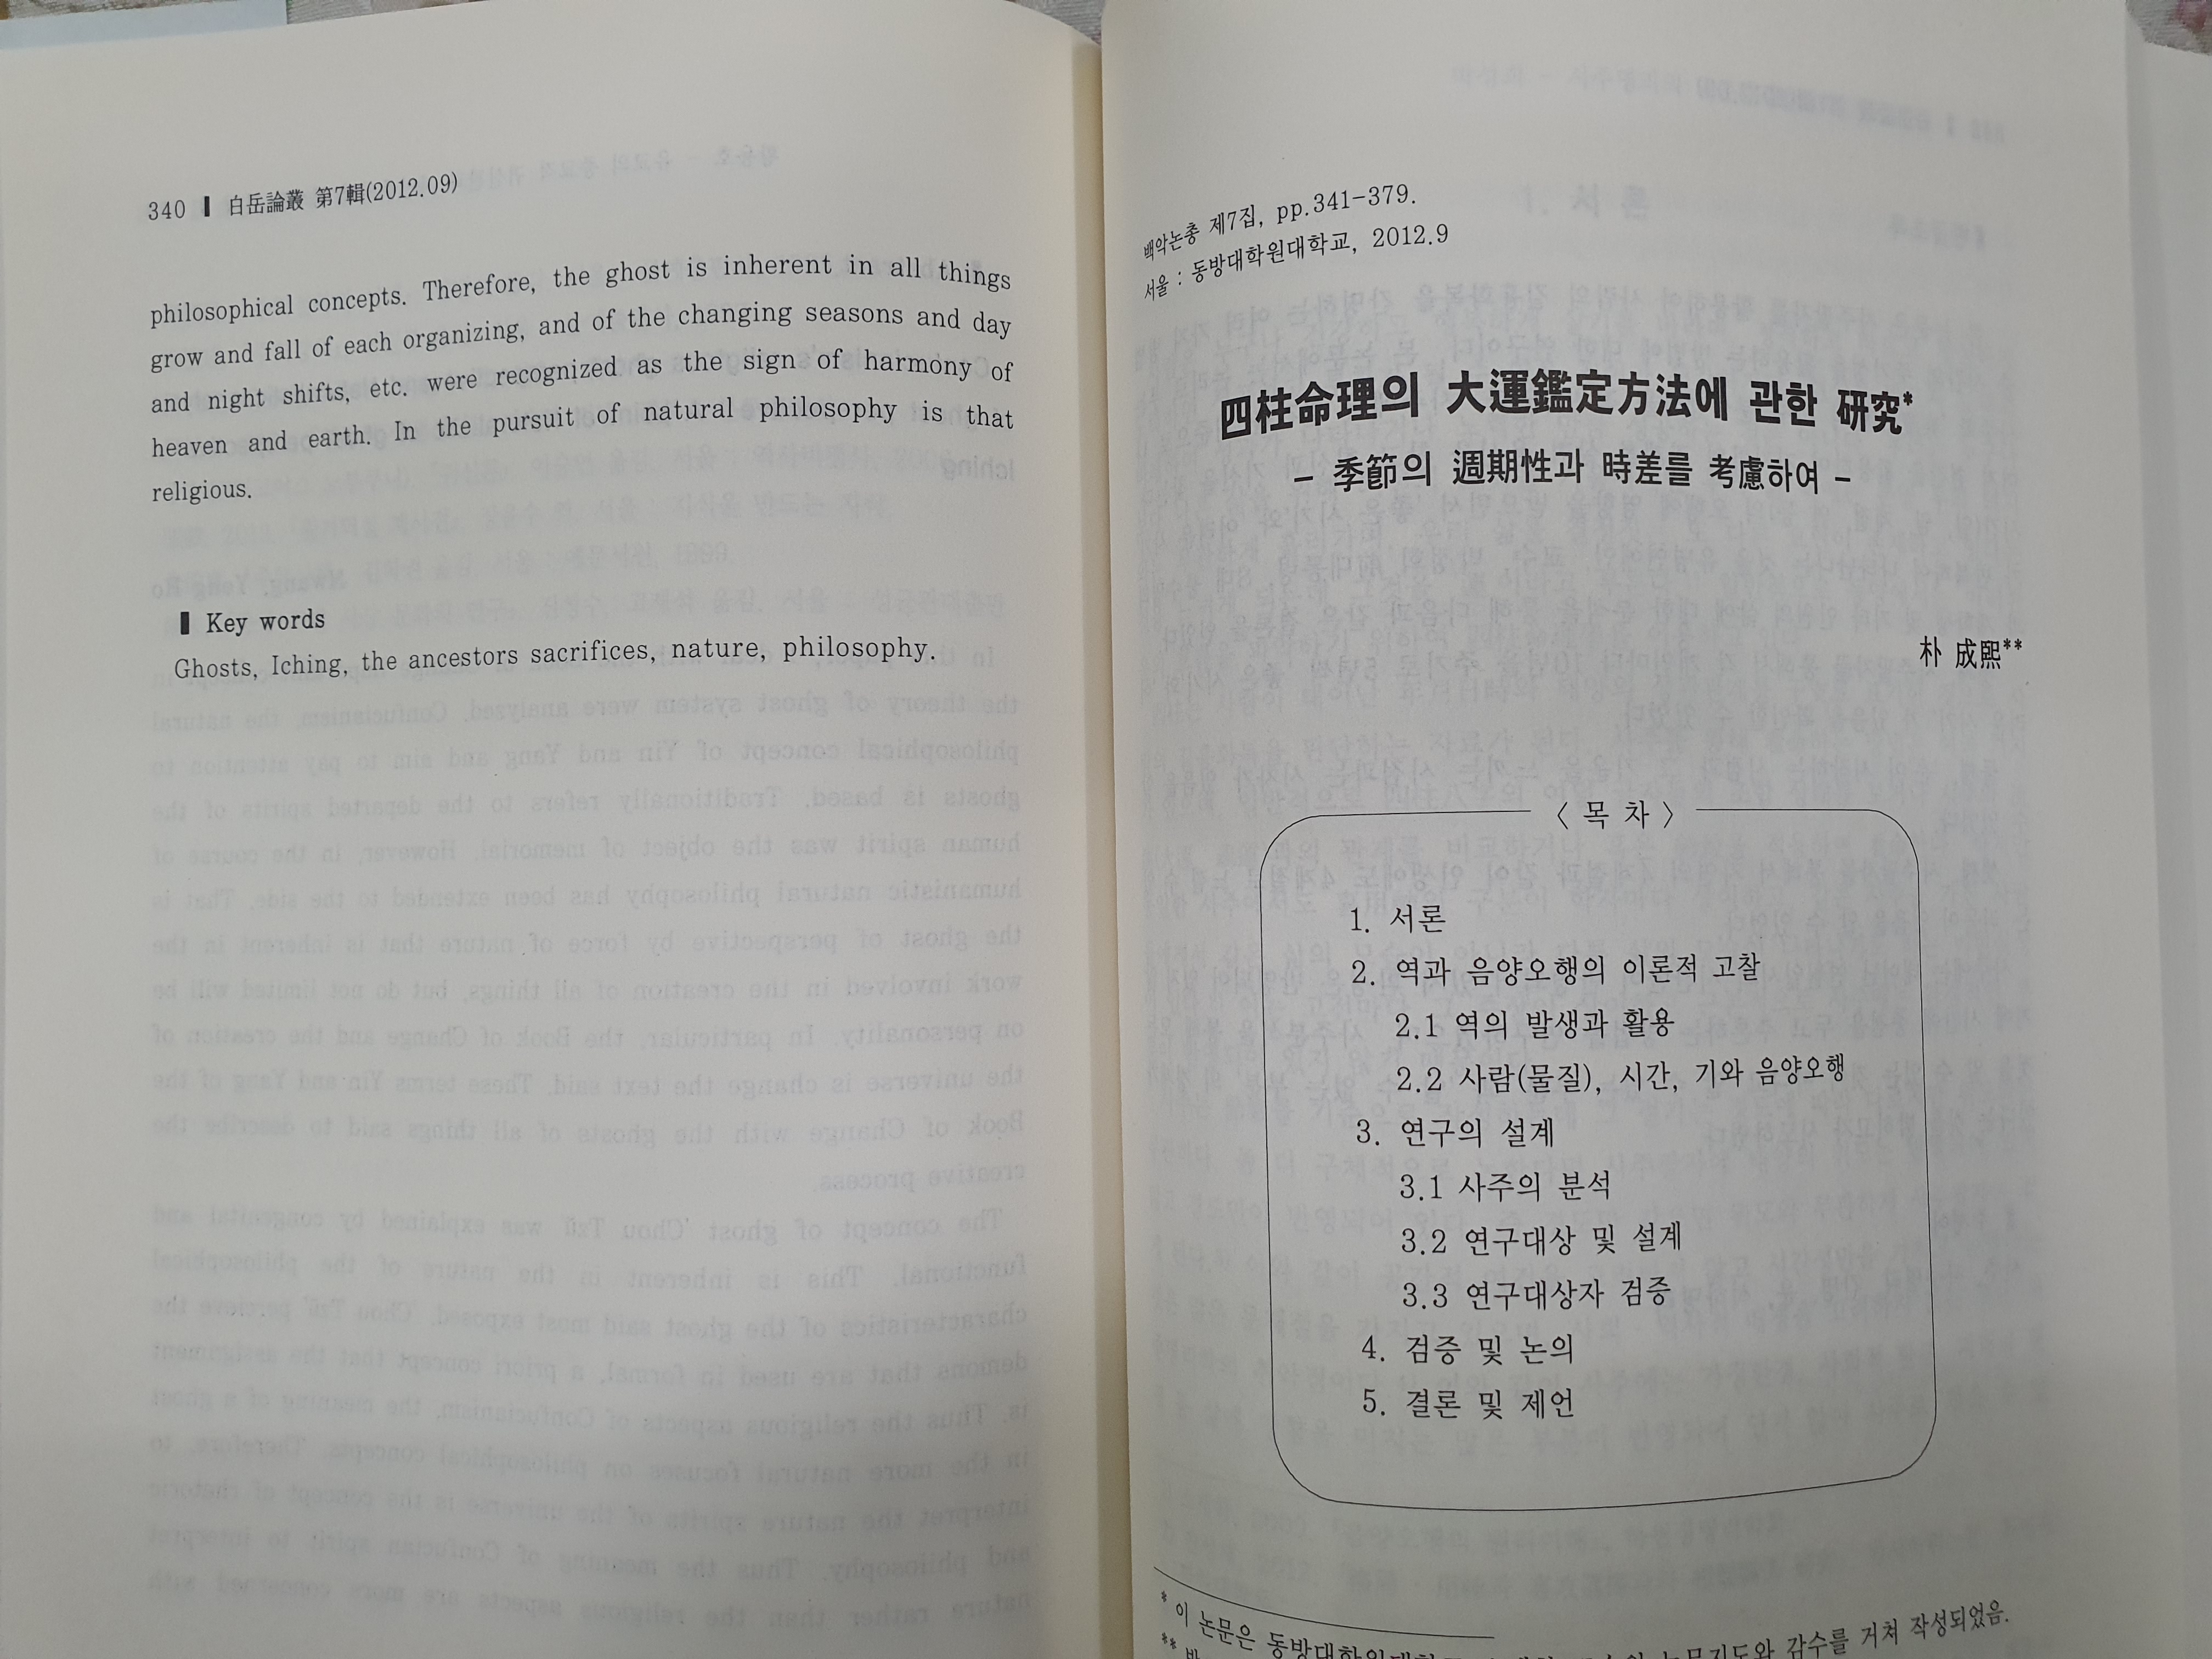 340 ▌ 白岳論叢 第7輯(2012.09)
philosophical concepts. Therefore, the ghost is inherent in all things
grow and fall of each organizing, and of the changing seasons and day
and night shifts, etc. were recognized as the sign of harmony of
heaven and earth. In the pursuit of natural philosophy is that
religious.
▌ Key words
Ghosts, Iching, the ancestors sacrifices, nature, philosophy.
백악논총 제7집, pp.341-379.
서울 : 동방대학원대학교, 2012.9
四柱命理의 大運鑑定方法에 관한 研究*
- 季節의 週期性과 時差를 考慮하여 -
朴 成熙**
〈 목 차 〉
1. 서론
2. 역과 음양오행의 이론적 고찰
2.1 역의 발생과 활용
2.2 사람(물질), 시간, 기와 음양오행
3. 연구의 설계
3.1 사주의 분석
3.2 연구대상 및 설계
3.3 연구대상자 검증
4. 검증 및 논의
5. 결론 및 제언
* 이 논문은 동방대학원대학교 논문지도와 감수를 거쳐 작성되었음.
**